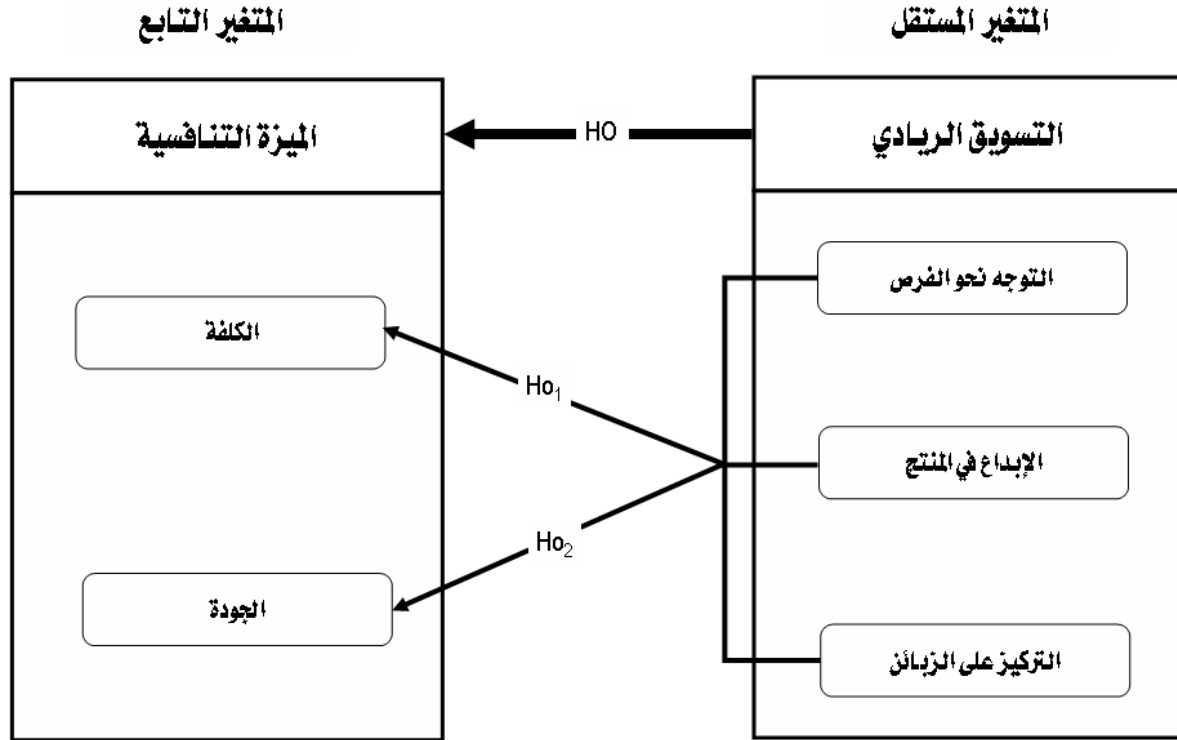 المتغير المستقل
المتغير التابع
التسويق الريادي
HO
الميزة التنافسية
التوجه نحو الفرص
الكلفة
Ho₁
الإبداع في المنتج
Ho₂
الجودة
التركيز على الزبائن